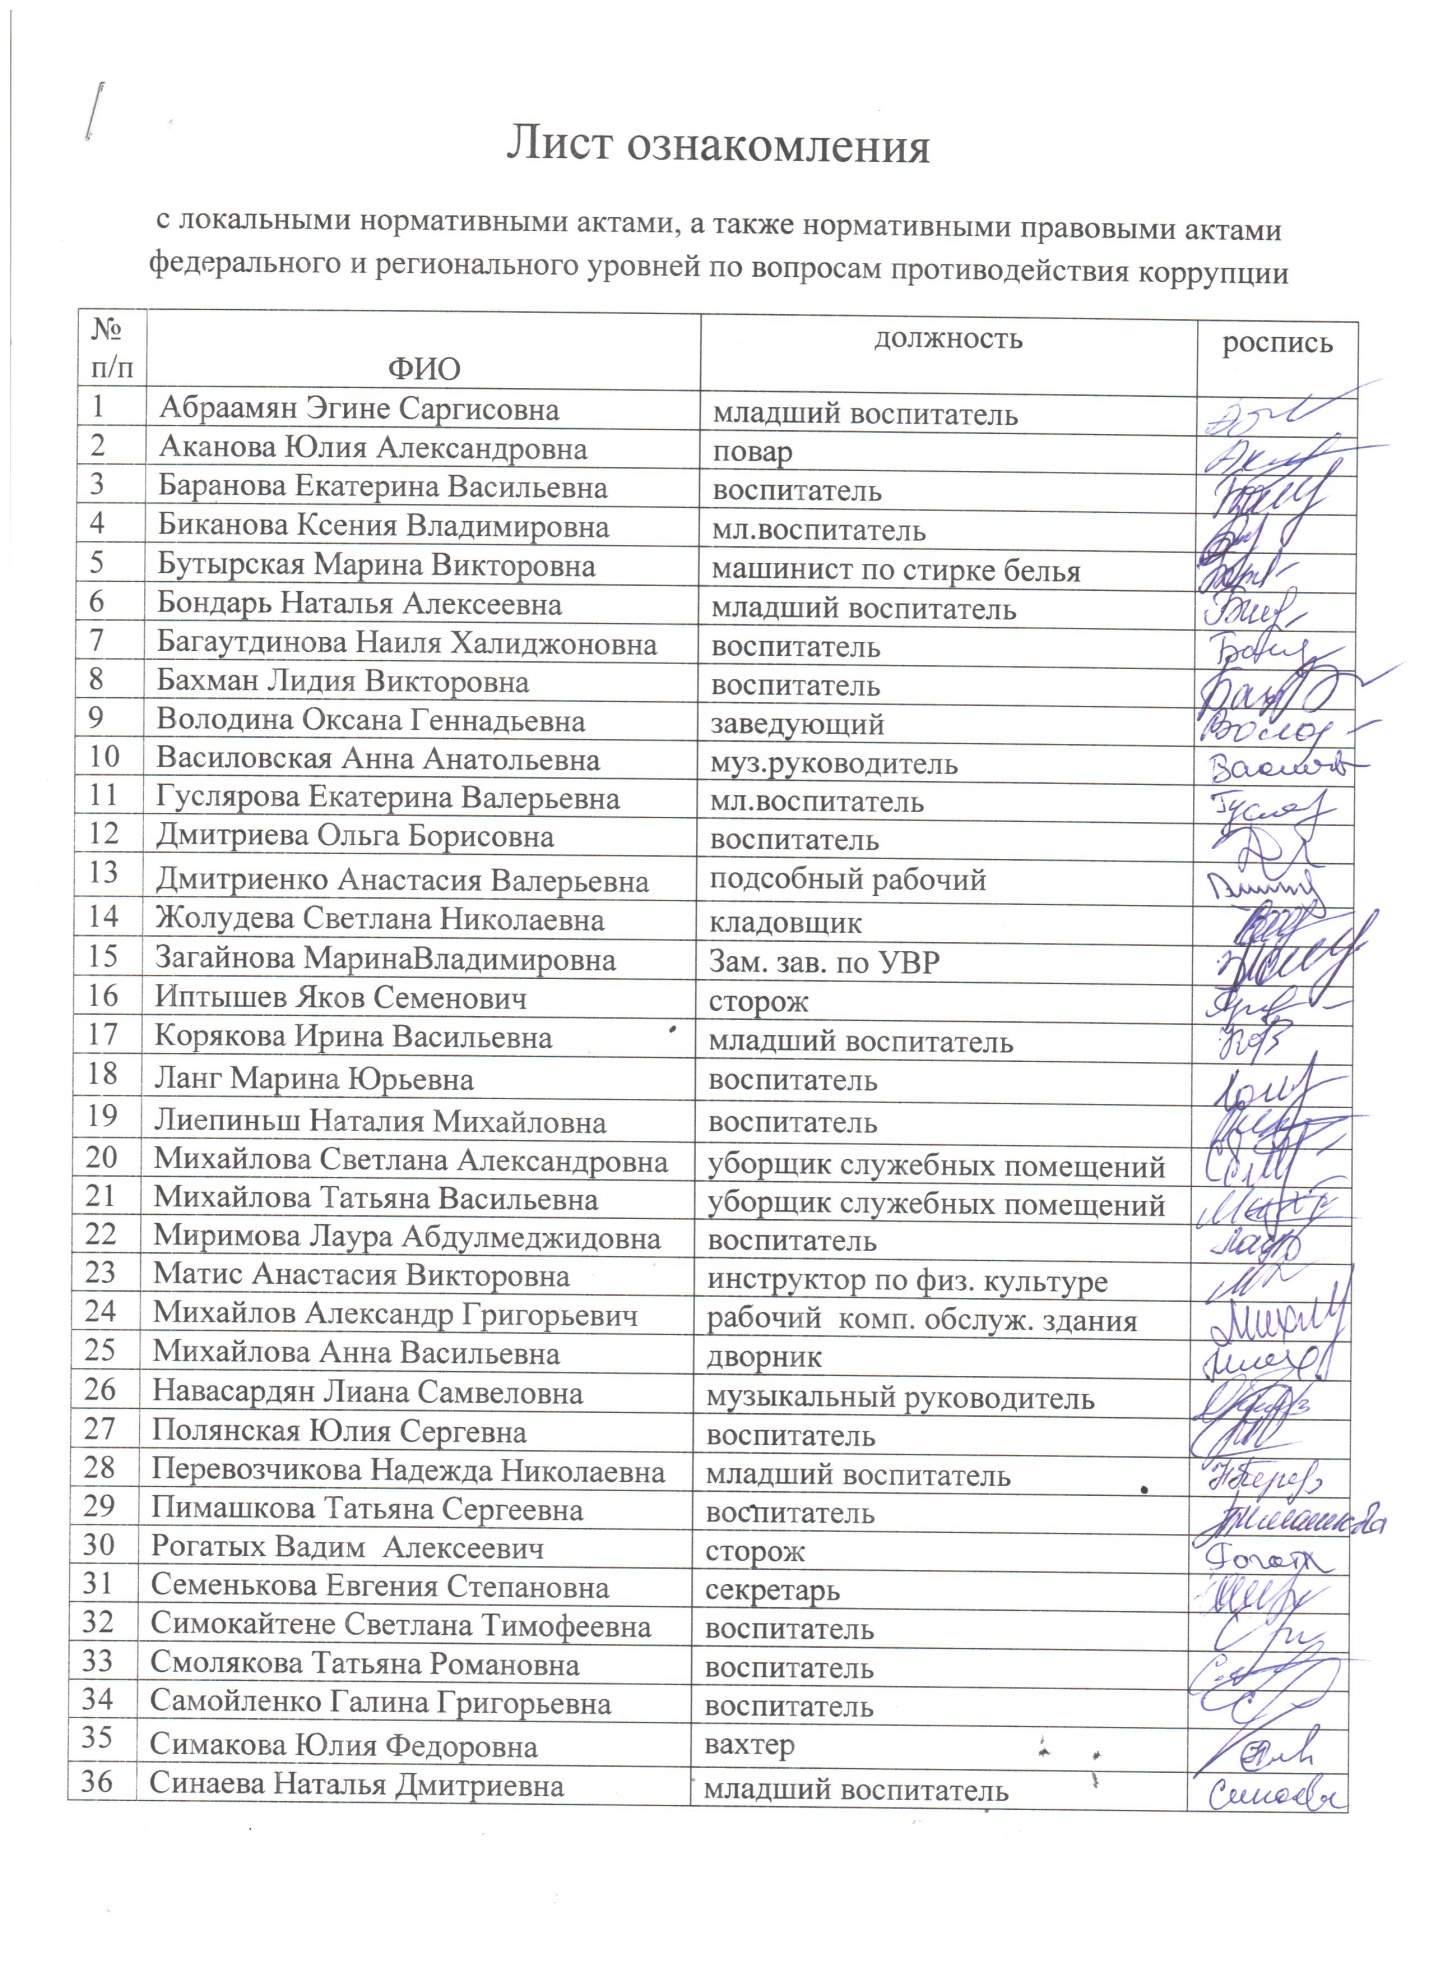 Лист ознакомления
с локальными нормативными актами, а также нормативными правовыми актами
федерального и регионального уровней по вопросам противодействия коррупции
№ п/п ФИО должность роспись
1 Абраамян Эгине Саргисовна младший воспитатель
2 Аканова Юлия Александровна повар
3 Баранова Екатерина Васильевна воспитатель
4 Биканова Ксения Владимировна мл.воспитатель
5 Бутырская Марина Викторовна машинист по стирке белья
6 Бондарь Наталья Алексеевна младший воспитатель
7 Багаутдинова Наиля Халиджоновна воспитатель
8 Бахман Лидия Викторовна воспитатель
9 Володина Оксана Геннадьевна заведующий
10 Василовская Анна Анатольевна муз.руководитель
11 Гуслярова Екатерина Валерьевна мл.воспитатель
12 Дмитриева Ольга Борисовна воспитатель
13 Дмитриенко Анастасия Валерьевна подсобный рабочий
14 Жолудева Светлана Николаевна кладовщик
15 Загайнова МаринаВладимировна Зам. зав. по УВР
16 Иптышев Яков Семенович сторож
17 Корякова Ирина Васильевна младший воспитатель
18 Ланг Марина Юрьевна воспитатель
19 Лиепиньш Наталия Михайловна воспитатель
20 Михайлова Светлана Александровна уборщик служебных помещений
21 Михайлова Татьяна Васильевна уборщик служебных помещений
22 Миримова Лаура Абдулмеджидовна воспитатель
23 Матис Анастасия Викторовна инструктор по физ. культуре
24 Михайлов Александр Григорьевич рабочий комп. обслуж. здания
25 Михайлова Анна Васильевна дворник
26 Навасардян Лиана Самвеловна музыкальный руководитель
27 Полянская Юлия Сергевна воспитатель
28 Перевозчикова Надежда Николаевна младший воспитатель
29 Пимашкова Татьяна Сергеевна воспитатель
30 Рогатых Вадим Алексеевич сторож
31 Семенькова Евгения Степановна секретарь
32 Симокайтене Светлана Тимофеевна воспитатель
33 Смолякова Татьяна Романовна воспитатель
34 Самойленко Галина Григорьевна воспитатель
35 Симакова Юлия Федоровна вахтер
36 Синаева Наталья Дмитриевна младший воспитатель